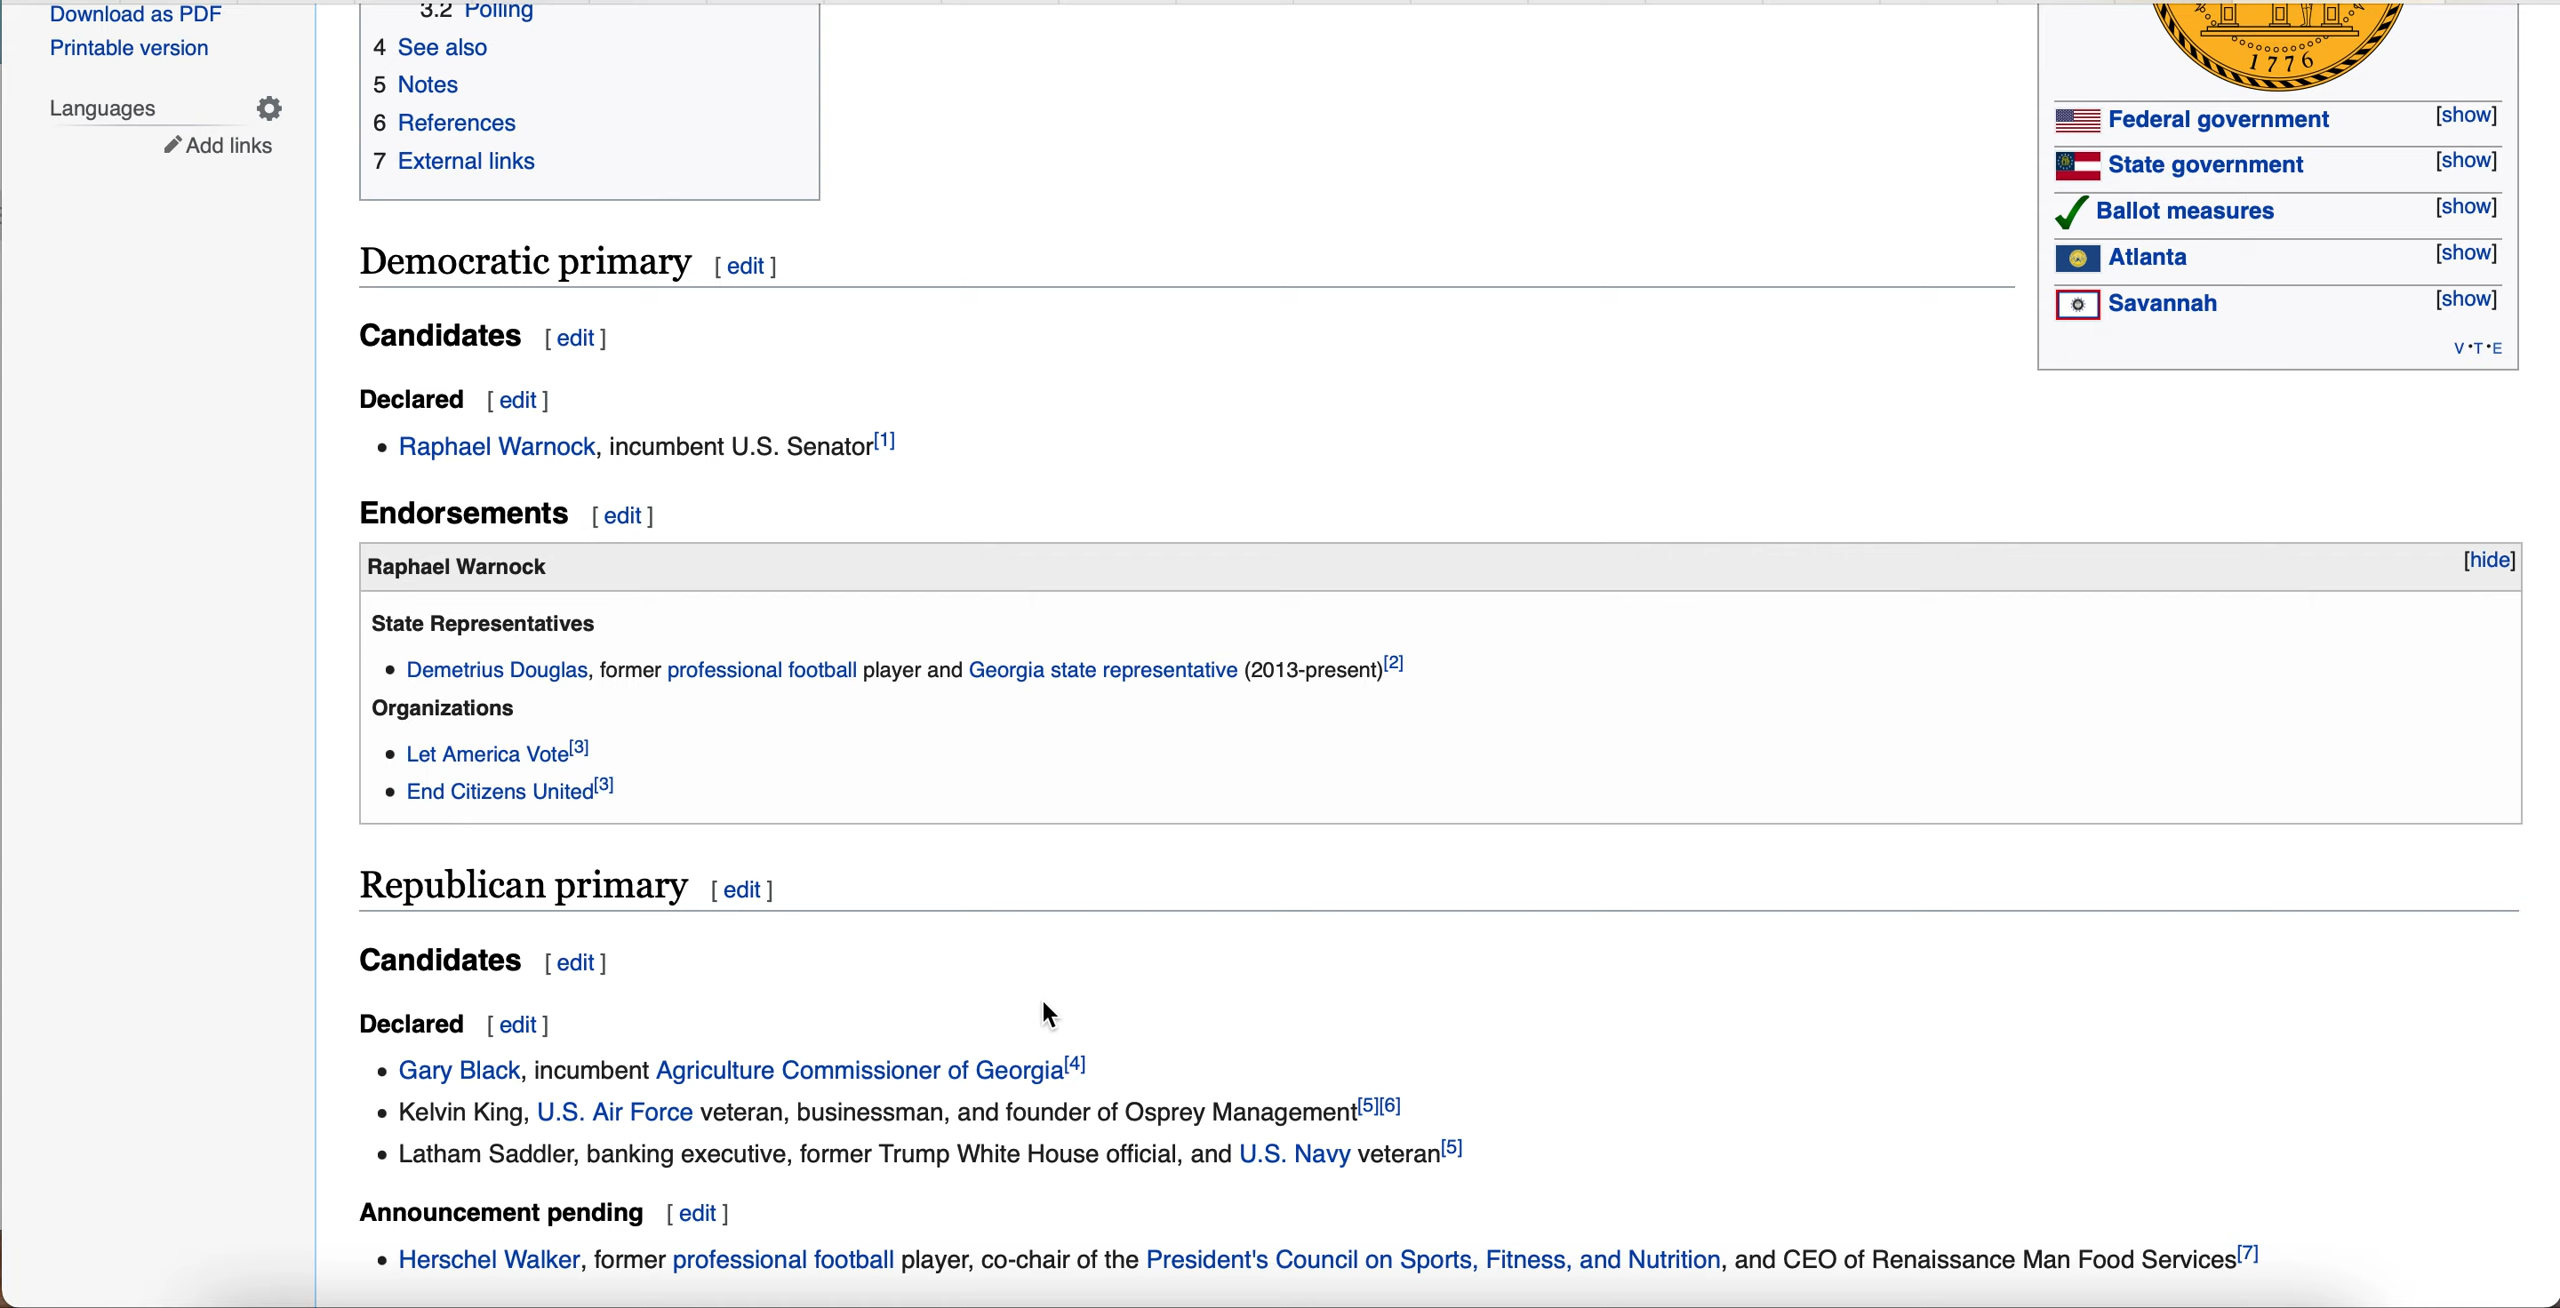 Download as PDF
Printable version
Languages
Add links
3.2 Polling
4 See also
5 Notes
6 References
7 External links
1776
Federal government [show]
State government [show]
Ballot measures [show]
Atlanta [show]
Savannah [show]
V•T•E
Democratic primary [ edit ]
Candidates [ edit ]
Declared [ edit ]
• Raphael Warnock, incumbent U.S. Senator[1]
Endorsements [ edit ]
Raphael Warnock [hide]
State Representatives
• Demetrius Douglas, former professional football player and Georgia state representative (2013-present)[2]
Organizations
• Let America Vote[3]
• End Citizens United[3]
Republican primary [ edit ]
Candidates [ edit ]
Declared [ edit ]
• Gary Black, incumbent Agriculture Commissioner of Georgia[4]
• Kelvin King, U.S. Air Force veteran, businessman, and founder of Osprey Management[5][6]
• Latham Saddler, banking executive, former Trump White House official, and U.S. Navy veteran[5]
Announcement pending [ edit ]
• Herschel Walker, former professional football player, co-chair of the President's Council on Sports, Fitness, and Nutrition, and CEO of Renaissance Man Food Services[7]